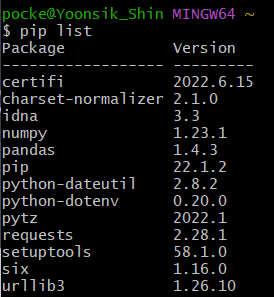 pocke@Yoonsik_Shin MINGW64 ~
$ pip list
Package            Version
------------------ ---------
certifi            2022.6.15
charset-normalizer 2.1.0
idna               3.3
numpy              1.23.1
pandas             1.4.3
pip                22.1.2
python-dateutil    2.8.2
python-dotenv      0.20.0
pytz               2022.1
requests           2.28.1
setuptools         58.1.0
six                1.16.0
urllib3            1.26.10